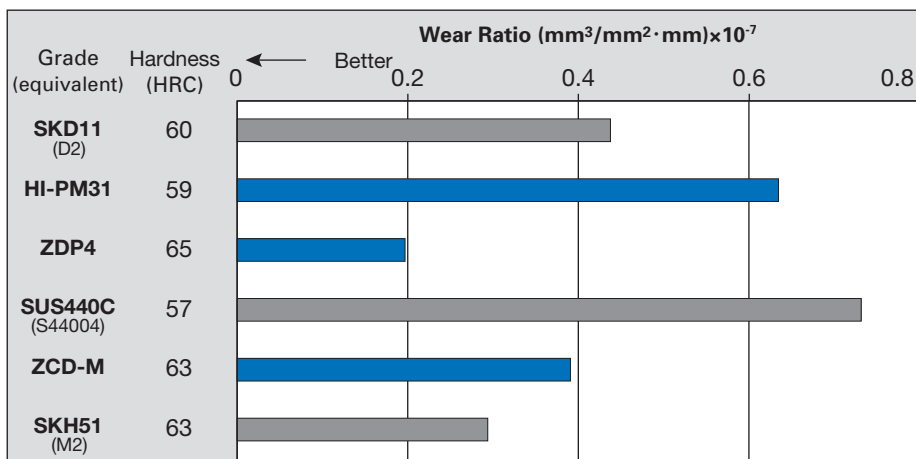 Wear Ratio (mm³/mm²·mm)×10⁻⁷
Grade Hardness ← Better
(equivalent) (HRC) 0 0.2 0.4 0.6 0.8
SKD11 60
(D2)
HI-PM31 59
ZDP4 65
SUS440C 57
(S44004)
ZCD-M 63
SKH51 63
(M2)